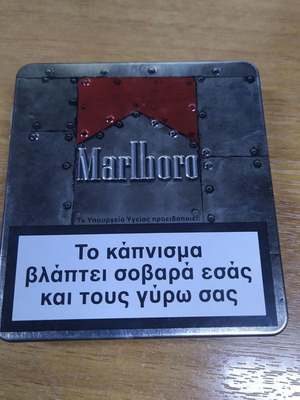 Marlboro
Το Υπουργείο Υγείας προειδοποιεί:
Το κάπνισμα
βλάπτει σοβαρά εσάς
και τους γύρω σας